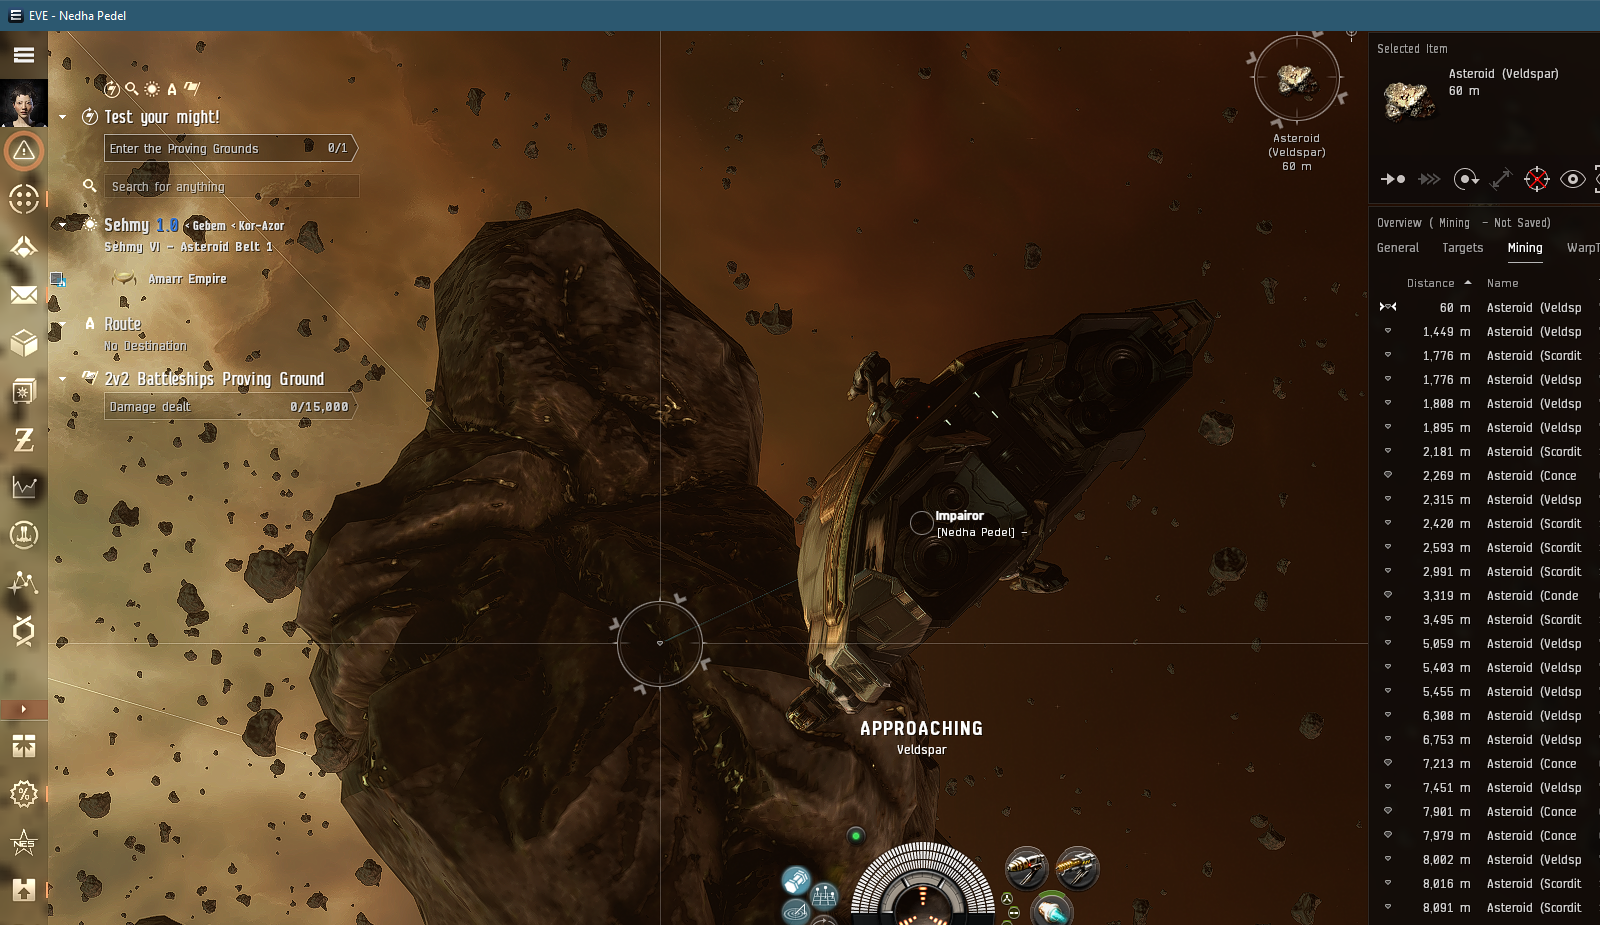 EVE - Nedha Pedel
Test your might!
Enter the Proving Grounds 0/1
Search for anything
Sehmy 1.0 < Gebem < Kor-Azor
Sehmy VI - Asteroid Belt 1
Amarr Empire
Route
No Destination
2v2 Battleships Proving Ground
Damage dealt 0/15,000
Asteroid
(Veldspar)
60 m
Impairor
[Nedha Pedel] -
APPROACHING
Veldspar
NES
Selected Item
Asteroid (Veldspar)
60 m
Overview ( Mining - Not Saved)
General Targets Mining WarpT
Distance Name
60 m Asteroid (Veldsp
1,449 m Asteroid (Veldsp
1,776 m Asteroid (Scordit
1,776 m Asteroid (Veldsp
1,808 m Asteroid (Veldsp
1,895 m Asteroid (Veldsp
2,181 m Asteroid (Scordit
2,269 m Asteroid (Conce
2,315 m Asteroid (Veldsp
2,420 m Asteroid (Scordit
2,593 m Asteroid (Scordit
2,991 m Asteroid (Scordit
3,319 m Asteroid (Conde
3,495 m Asteroid (Scordit
5,059 m Asteroid (Veldsp
5,403 m Asteroid (Veldsp
5,455 m Asteroid (Veldsp
6,308 m Asteroid (Veldsp
6,753 m Asteroid (Veldsp
7,213 m Asteroid (Conce
7,451 m Asteroid (Veldsp
7,901 m Asteroid (Conce
7,979 m Asteroid (Conce
8,002 m Asteroid (Veldsp
8,016 m Asteroid (Scordit
8,091 m Asteroid (Scordit